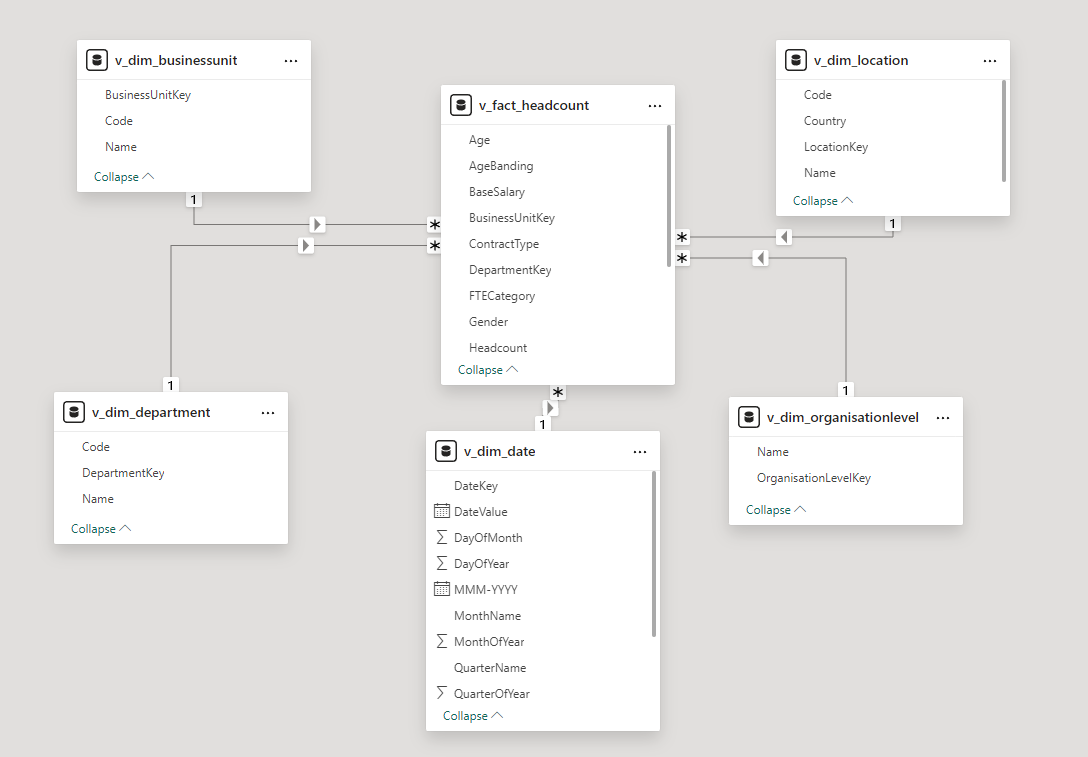 v_dim_businessunit ...
BusinessUnitKey
Code
Name
Collapse
v_fact_headcount ...
Age
AgeBanding
BaseSalary
BusinessUnitKey
ContractType
DepartmentKey
FTECategory
Gender
Headcount
Collapse
v_dim_location ...
Code
Country
LocationKey
Name
Collapse
1
*
*
1
*
*
1
1
*
1
v_dim_department ...
Code
DepartmentKey
Name
Collapse
v_dim_date ...
DateKey
DateValue
Σ DayOfMonth
Σ DayOfYear
MMM-YYYY
MonthName
Σ MonthOfYear
QuarterName
Σ QuarterOfYear
Collapse
v_dim_organisationlevel ...
Name
OrganisationLevelKey
Collapse